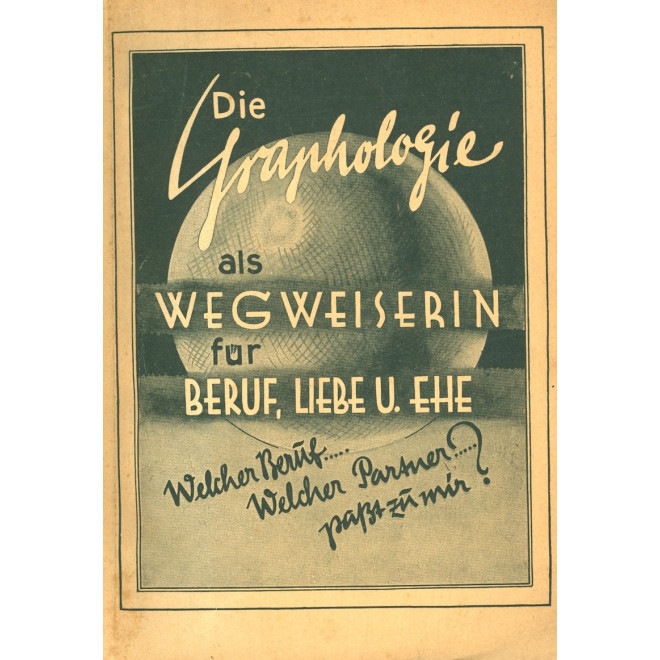 Die
Graphologie
als
WEGWEISERIN
für
BERUF, LIEBE U. EHE
Welcher Beruf.....
Welcher Partner.....?
paßt zu mir?